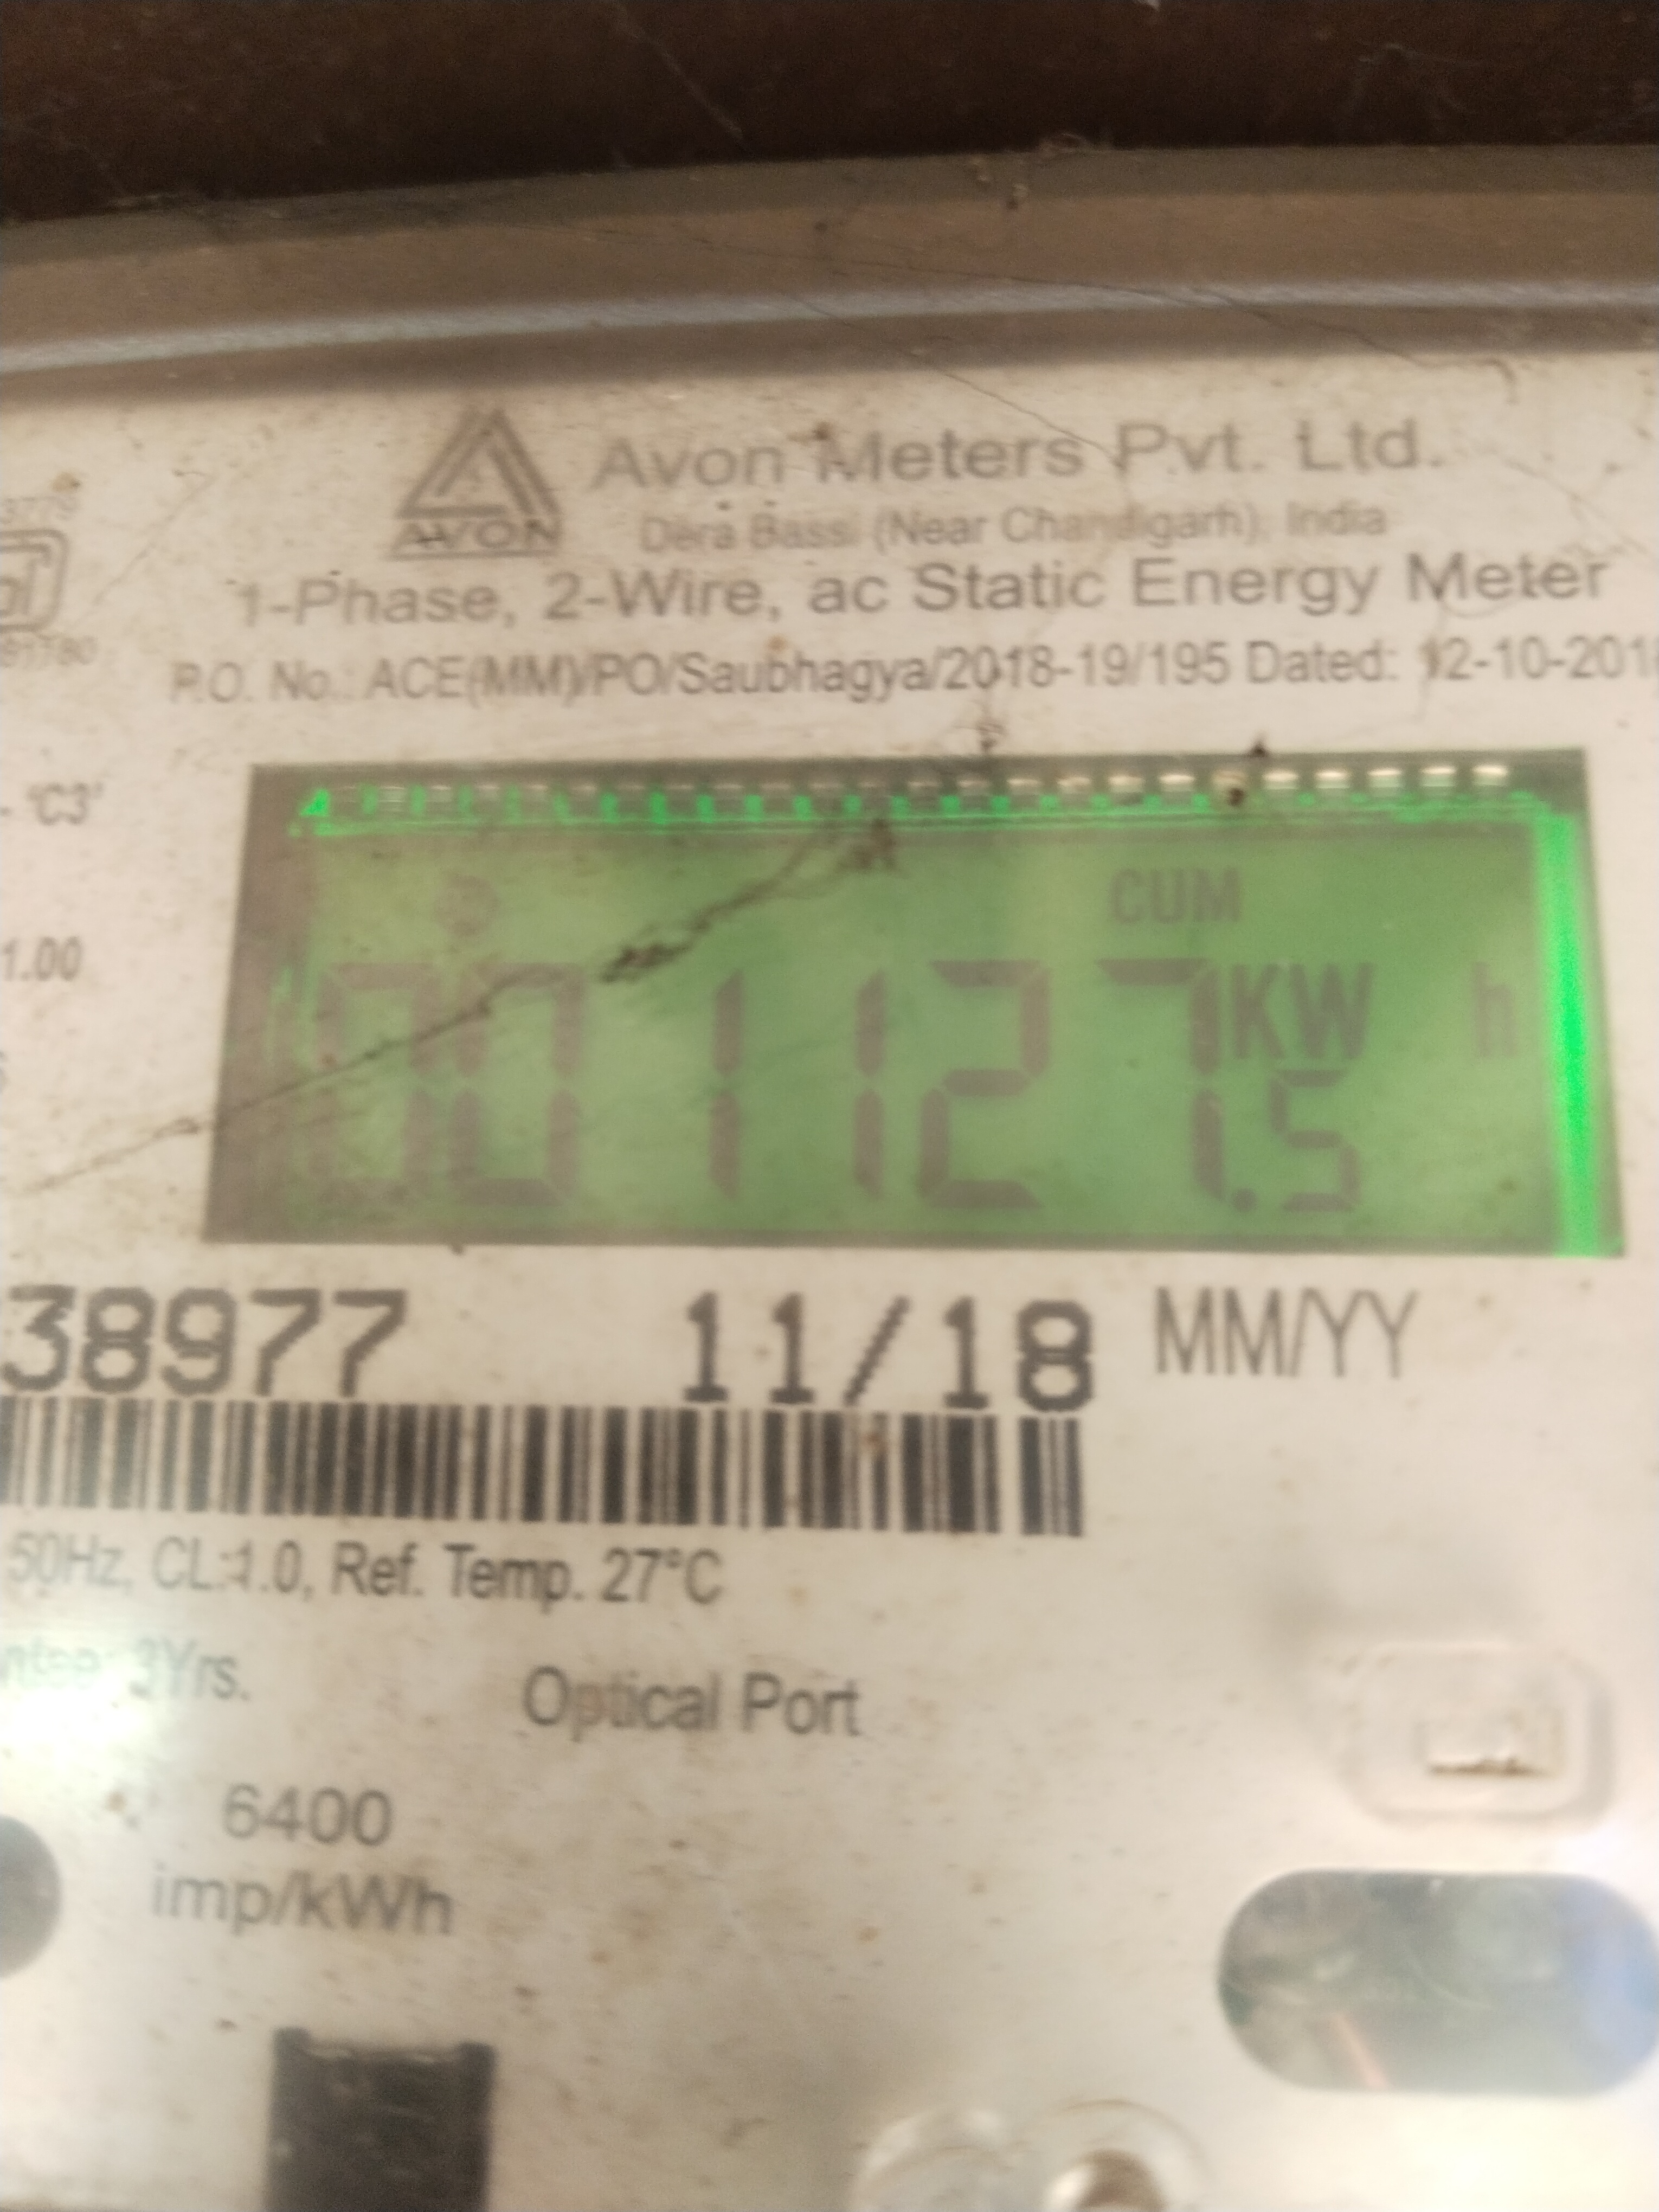 AVON
Avon Meters Pvt. Ltd.
Dera Bassi (Near Chandigarh), India
1-Phase, 2-Wire, ac Static Energy Meter
P.O. No.: ACE(MM)/PO/Saubhagya/2018-19/195 Dated: 12-10-201
- 'C3'
CUM
1.00
001127.5 KW h
38977 11/18 MM/YY
50Hz, CL:1.0, Ref. Temp. 27°C
3Yrs.
Optical Port
6400
imp/kWh